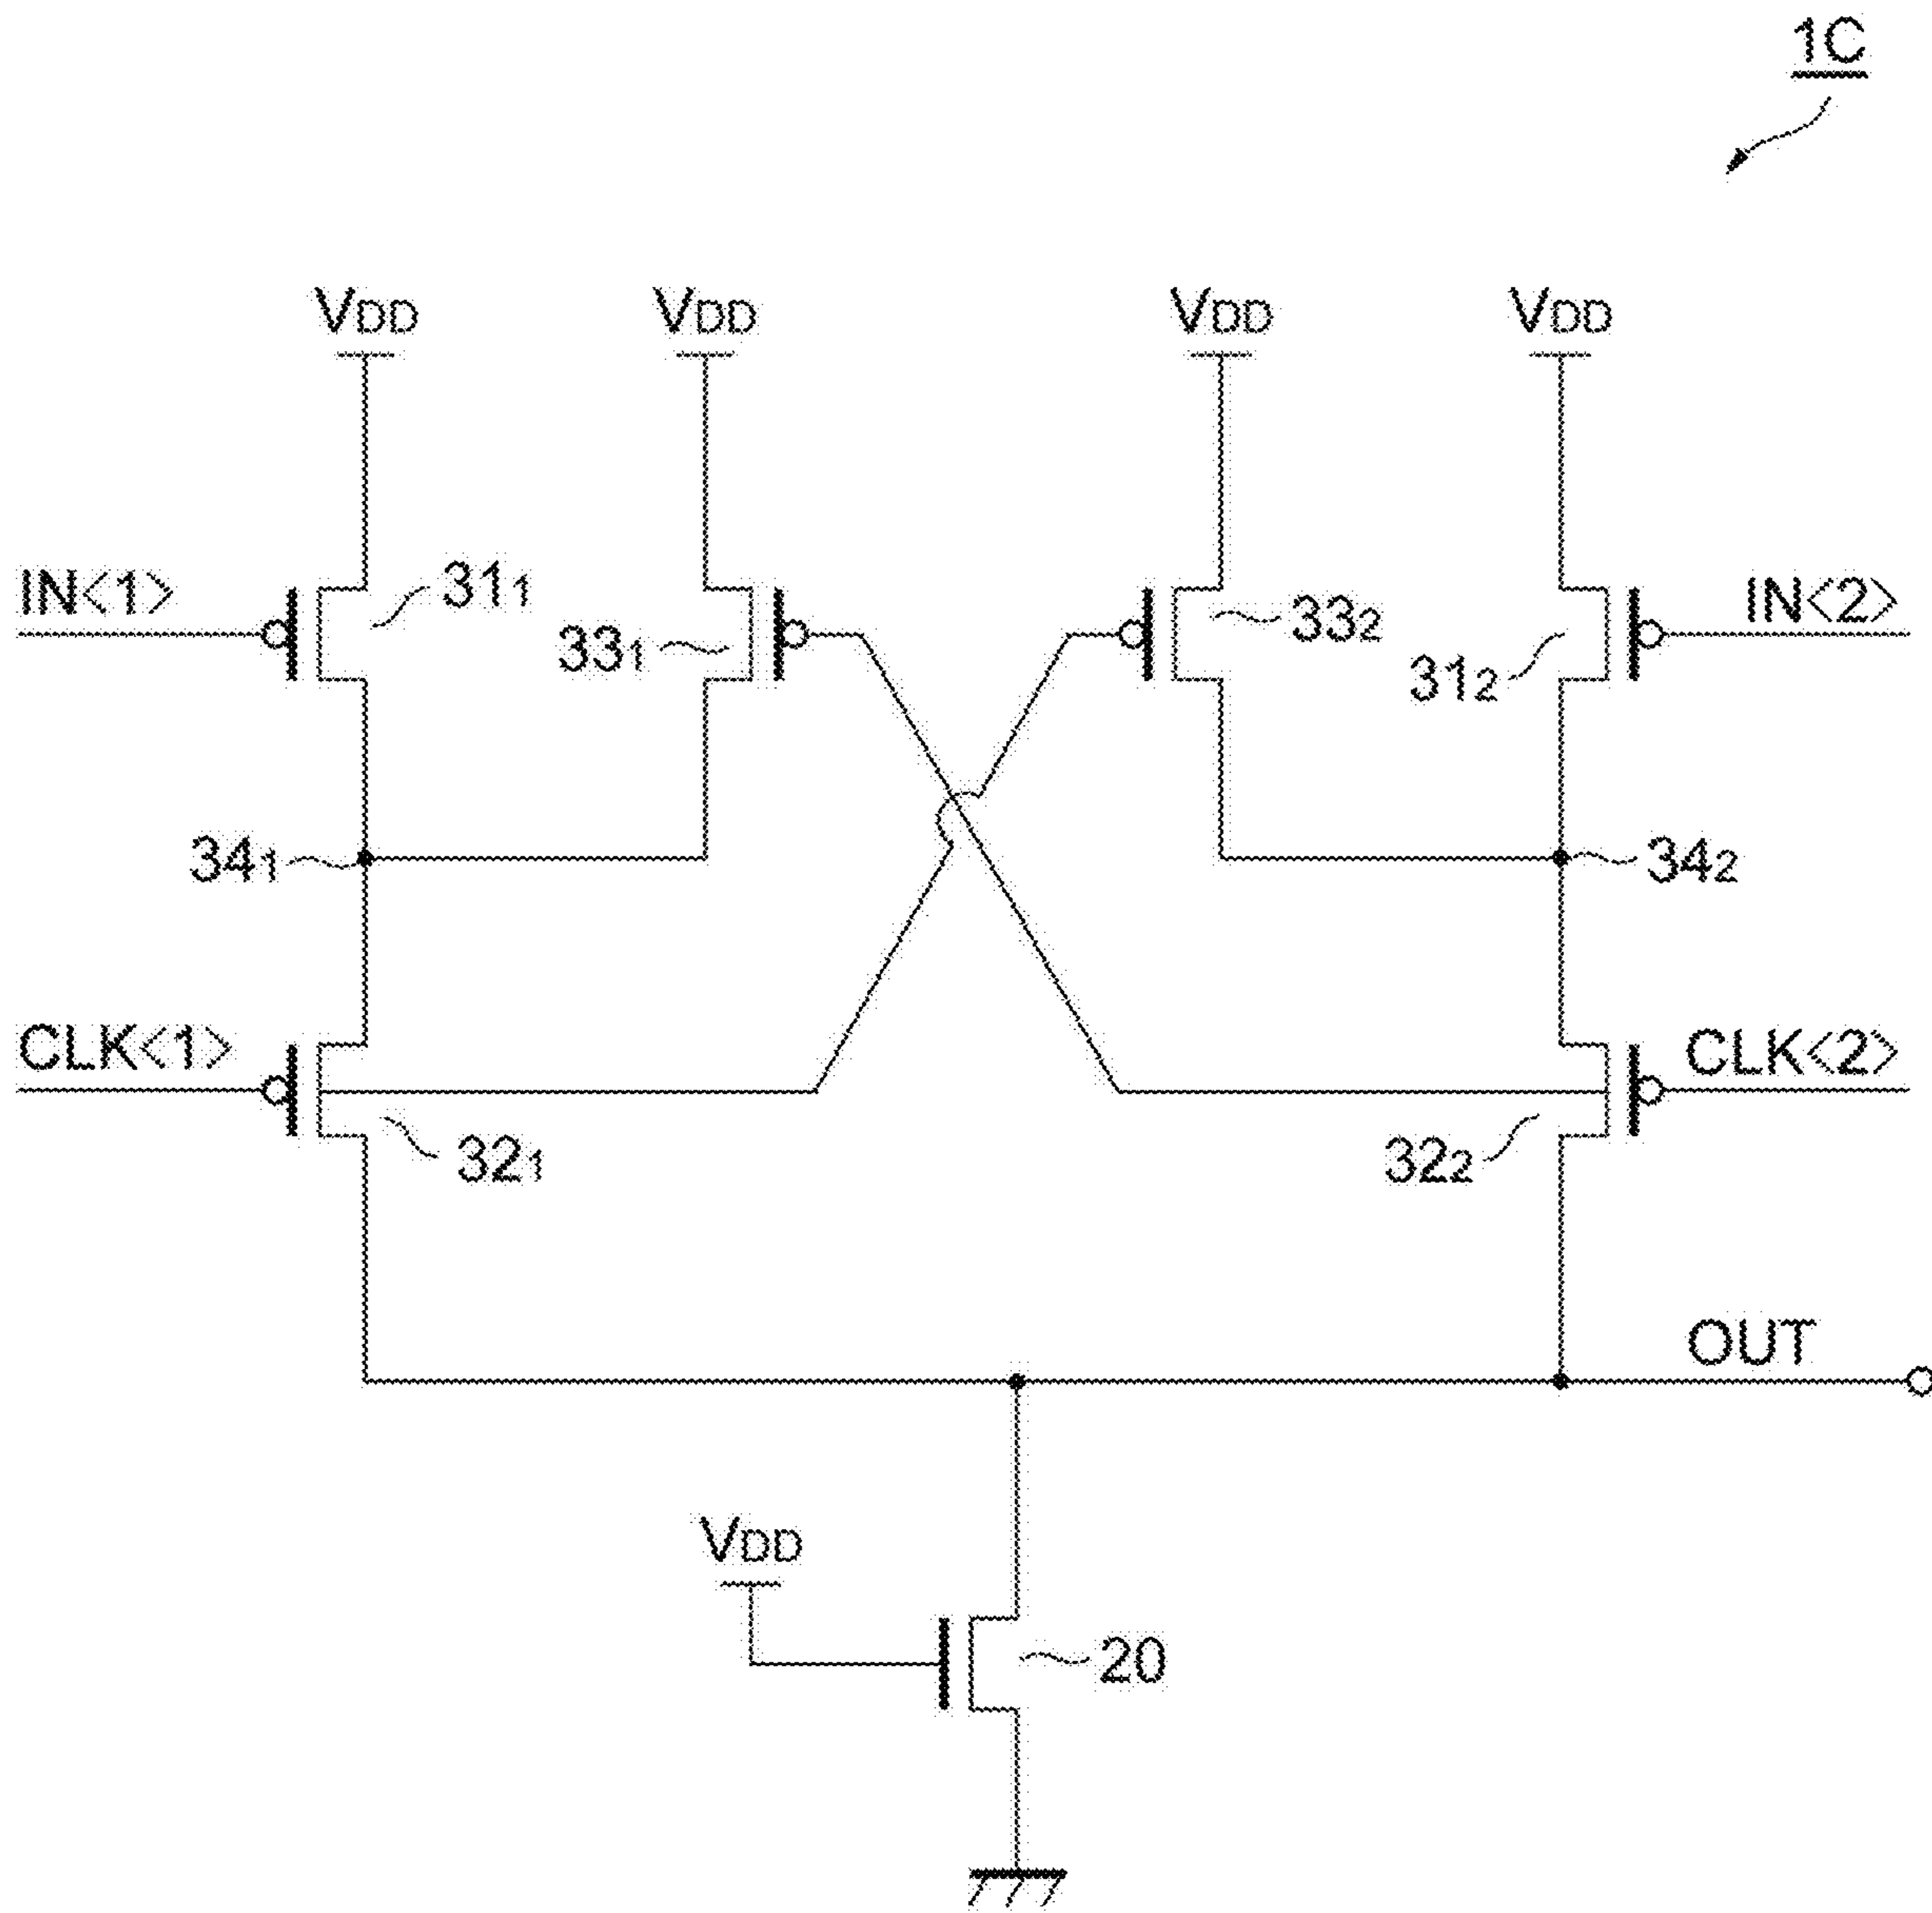 1C
VDD VDD VDD VDD
IN<1> 311 331 332 312 IN<2>
341 342
CLK<1> 321 322 CLK<2>
OUT
VDD
20